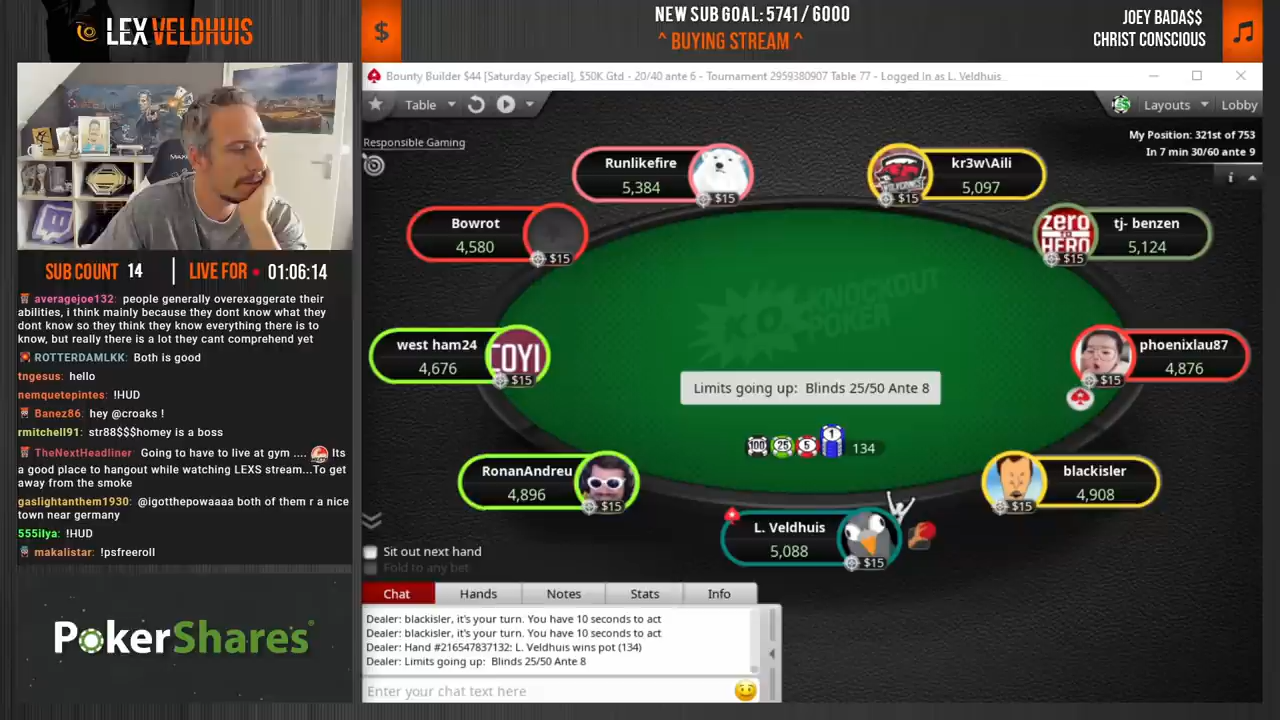 LEX VELDHUIS
$
NEW SUB GOAL: 5741 / 6000
^ BUYING STREAM ^
JOEY BADA$$
CHRIST CONSCIOUS
Bounty Builder $44 [Saturday Special], $50K Gtd - 20/40 ante 6 - Tournament 2959380907 Table 77 - Logged in as L. Veldhuis
Table
Layouts
Lobby
Responsible Gaming
My Position: 321st of 753
In 7 min 30/60 ante 9
Runlikefire
5,384
$15
kr3w\Aili
5,097
$15
Bowrot
4,580
$15
zero
TO
HERO
tj- benzen
5,124
$15
KO KNOCKOUT
POKER
west ham24
4,676
COYI
$15
phoenixlau87
4,876
$15
Limits going up: Blinds 25/50 Ante 8
100
25
5
1
134
RonanAndreu
4,896
$15
blackisler
4,908
$15
L. Veldhuis
5,088
$15
SUB COUNT 14
LIVE FOR 01:06:14
averagejoe132: people generally overexaggerate their
abilities, i think mainly because they dont know what they
dont know so they think they know everything there is to
know, but really there is a lot they cant comprehend yet
ROTTERDAMLKK: Both is good
tngesus: hello
nemquetepintes: !HUD
Banez86: hey @croaks !
rmitchell91: str88$$$homey is a boss
TheNextHeadliner: Going to have to live at gym .... Its
a good place to hangout while watching LEXS stream...To get
away from the smoke
gaslightanthem1930: @igotthepowaaaa both of them r a nice
town near germany
555ilya: !HUD
makalistar: !psfreeroll
PokerShares
Sit out next hand
Fold to any bet
Chat
Hands
Notes
Stats
Info
Dealer: blackisler, it's your turn. You have 10 seconds to act
Dealer: blackisler, it's your turn. You have 10 seconds to act
Dealer: Hand #216547837132: L. Veldhuis wins pot (134)
Dealer: Limits going up: Blinds 25/50 Ante 8
Enter your chat text here